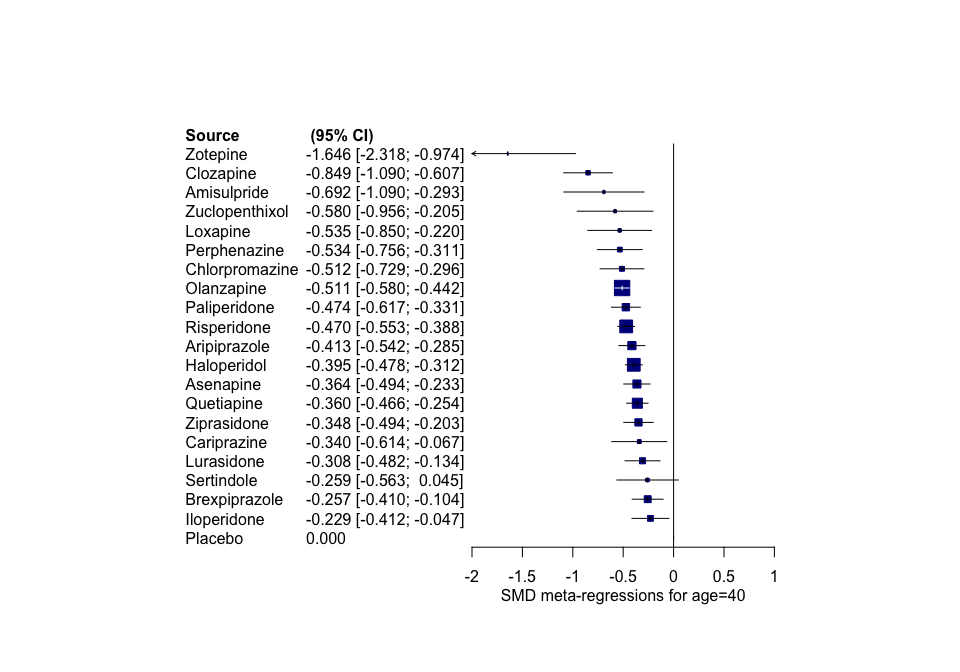 Source (95% CI)
Zotepine -1.646 [-2.318; -0.974]
Clozapine -0.849 [-1.090; -0.607]
Amisulpride -0.692 [-1.090; -0.293]
Zuclopenthixol -0.580 [-0.956; -0.205]
Loxapine -0.535 [-0.850; -0.220]
Perphenazine -0.534 [-0.756; -0.311]
Chlorpromazine -0.512 [-0.729; -0.296]
Olanzapine -0.511 [-0.580; -0.442]
Paliperidone -0.474 [-0.617; -0.331]
Risperidone -0.470 [-0.553; -0.388]
Aripiprazole -0.413 [-0.542; -0.285]
Haloperidol -0.395 [-0.478; -0.312]
Asenapine -0.364 [-0.494; -0.233]
Quetiapine -0.360 [-0.466; -0.254]
Ziprasidone -0.348 [-0.494; -0.203]
Cariprazine -0.340 [-0.614; -0.067]
Lurasidone -0.308 [-0.482; -0.134]
Sertindole -0.259 [-0.563; 0.045]
Brexpiprazole -0.257 [-0.410; -0.104]
Iloperidone -0.229 [-0.412; -0.047]
Placebo 0.000
-2 -1.5 -1 -0.5 0 0.5 1
SMD meta-regressions for age=40